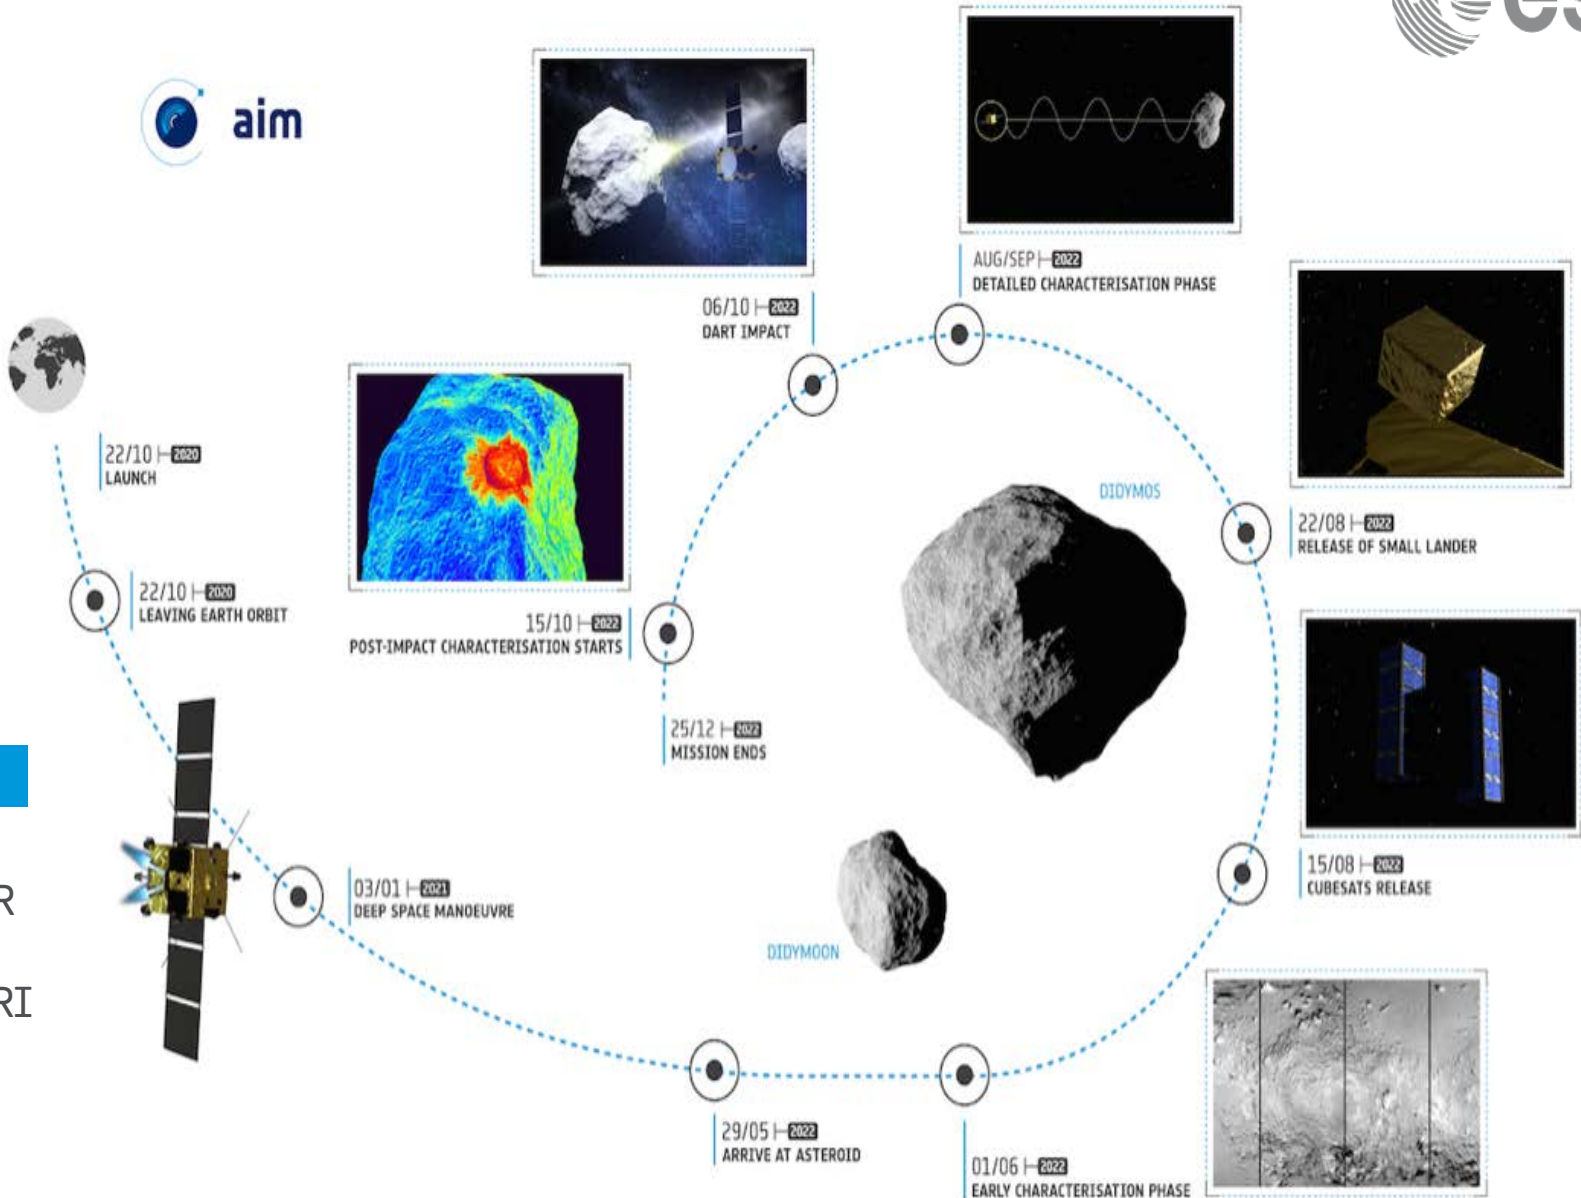 es
aim
22/10 2020
LAUNCH
22/10 2020
LEAVING EARTH ORBIT
03/01 2021
DEEP SPACE MANOEUVRE
29/05 2022
ARRIVE AT ASTEROID
01/06 2022
EARLY CHARACTERISATION PHASE
15/08 2022
CUBESATS RELEASE
22/08 2022
RELEASE OF SMALL LANDER
AUG/SEP 2022
DETAILED CHARACTERISATION PHASE
06/10 2022
DART IMPACT
15/10 2022
POST-IMPACT CHARACTERISATION STARTS
25/12 2022
MISSION ENDS
DIDYMOS
DIDYMOON
R
RI